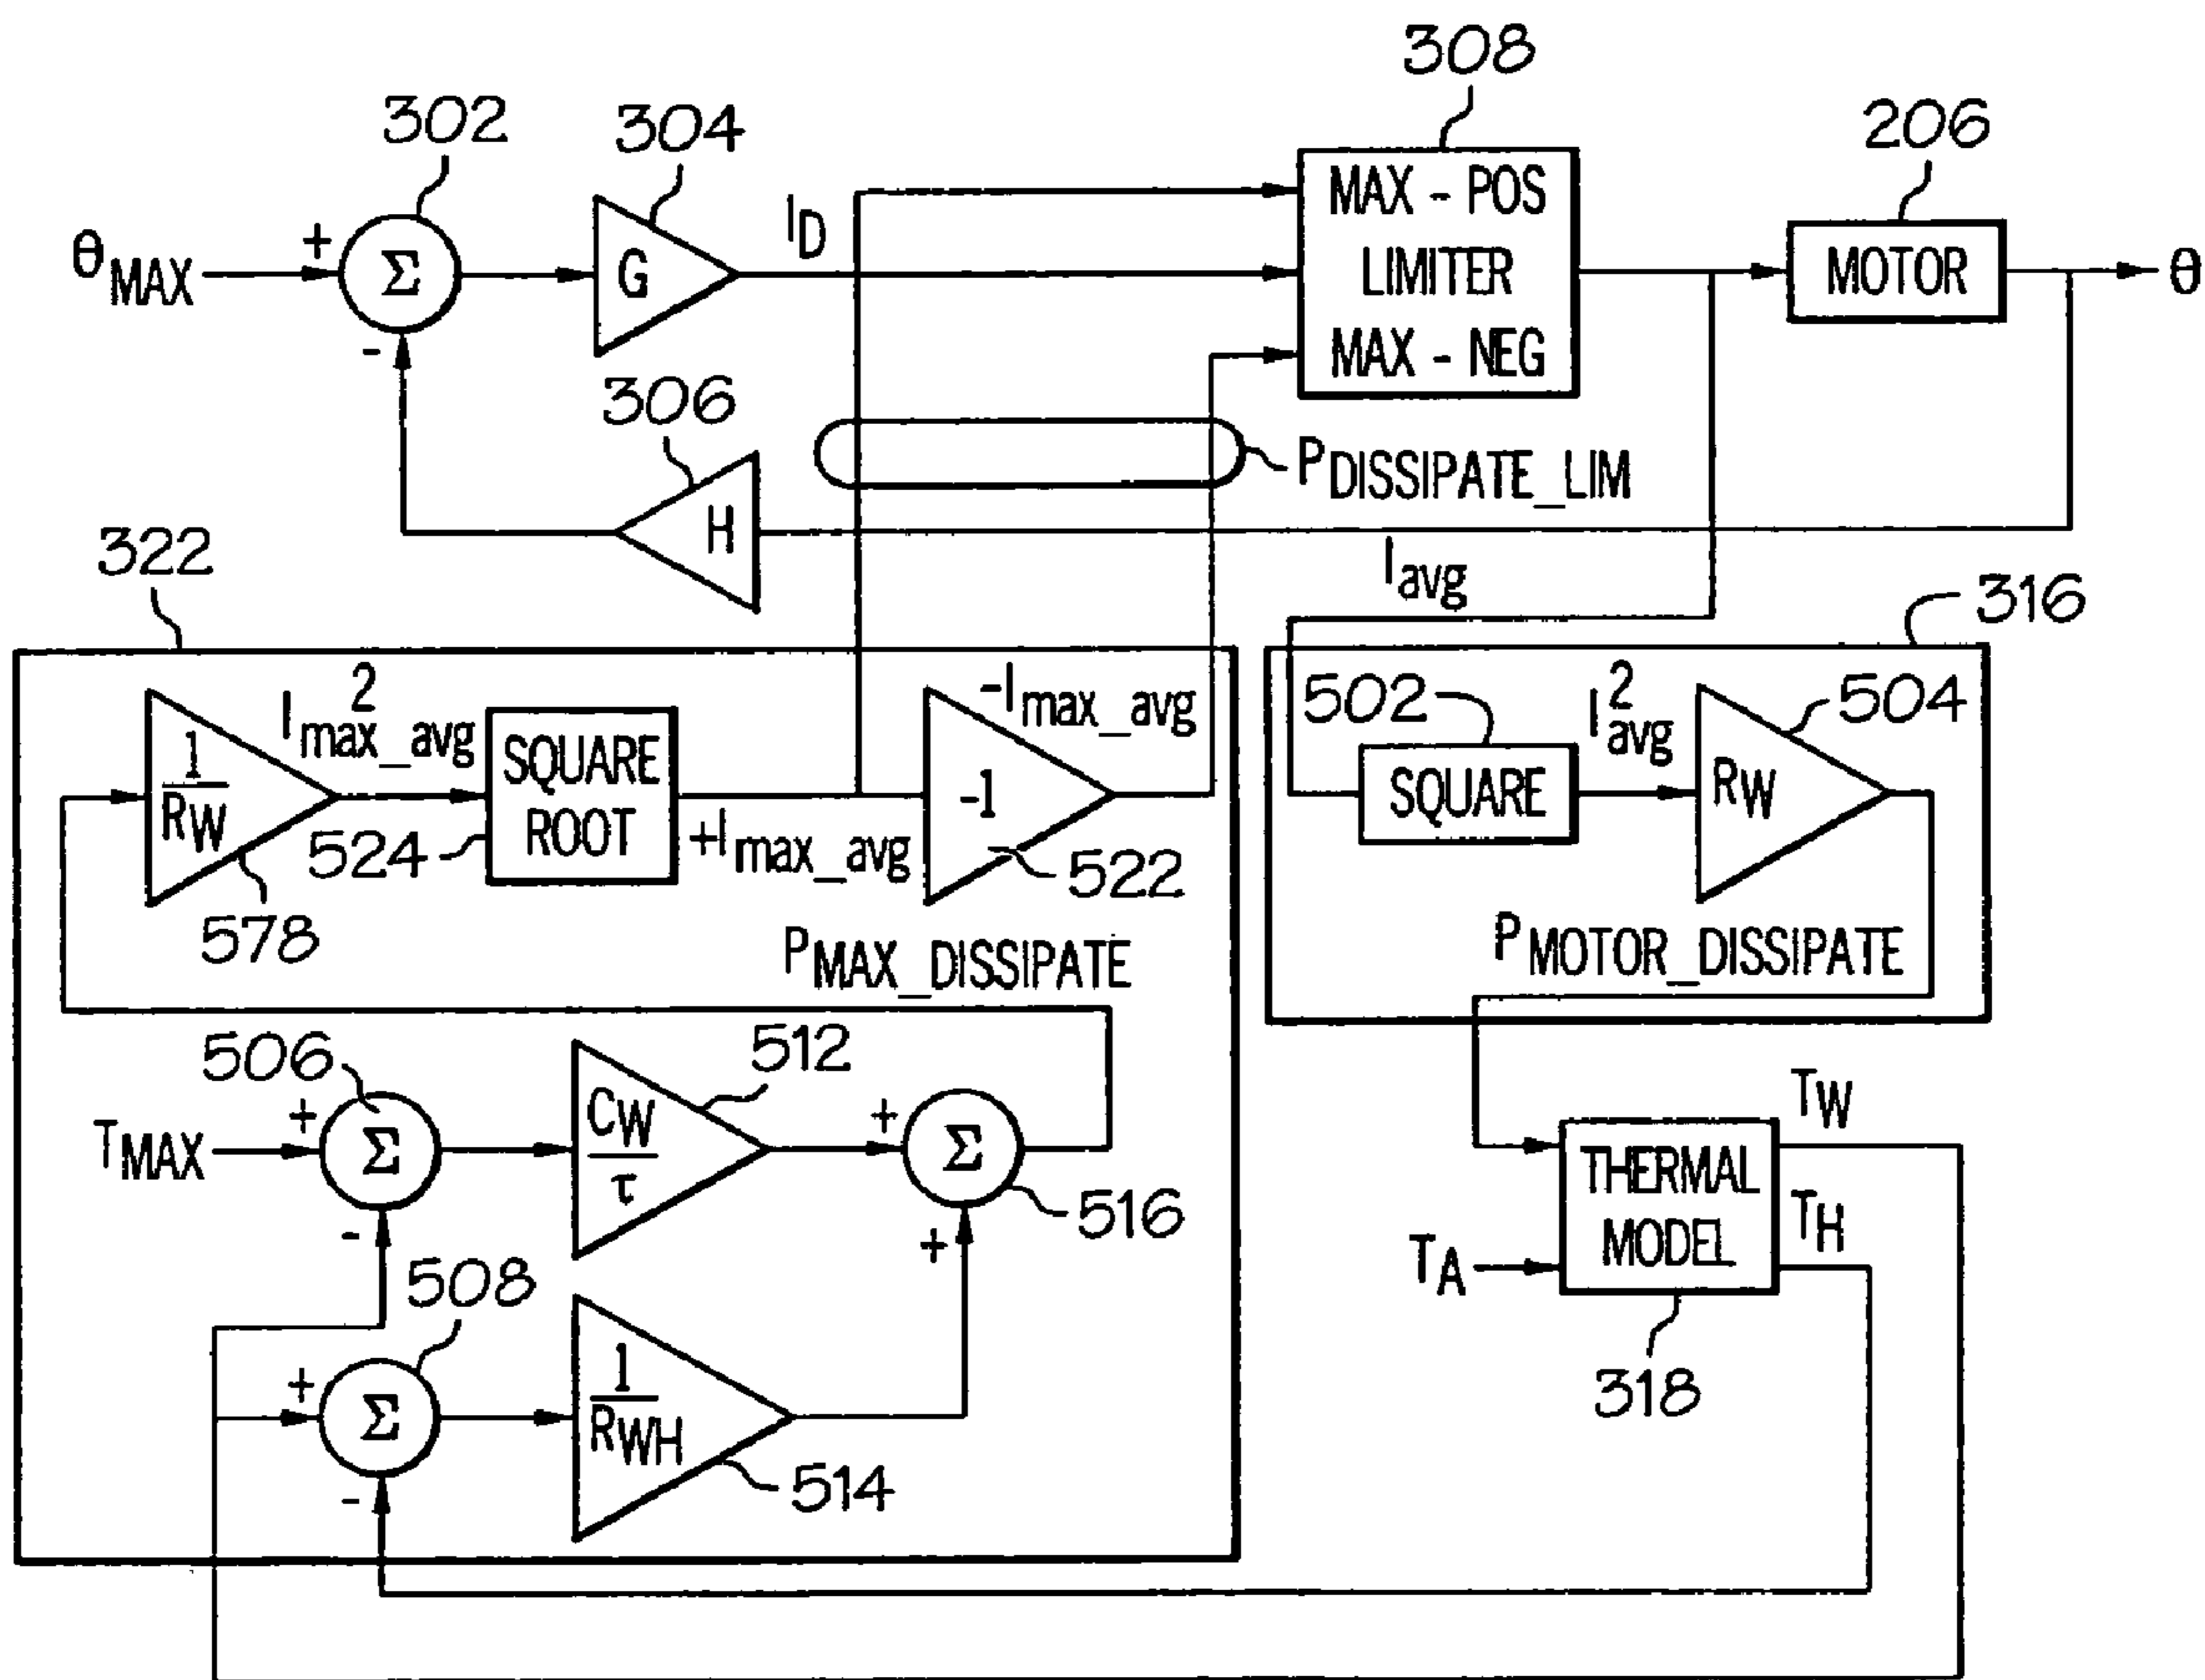 308
302
304
206
θMAX
+
Σ
-
G
ID
MAX - POS
LIMITER
MAX - NEG
MOTOR
θ
306
H
PDISSIPATE_LIM
Iavg
322
316
1
RW
I²max_avg
SQUARE
ROOT
524
578
+Imax_avg
-1
-Imax_avg
522
502
SQUARE
I²avg
RW
504
PMAX_DISSIPATE
PMOTOR_DISSIPATE
506
TMAX
+
Σ
-
CW
τ
512
+
Σ
+
516
508
+
Σ
-
1
RWH
514
TA
THERMAL
MODEL
TW
TH
318